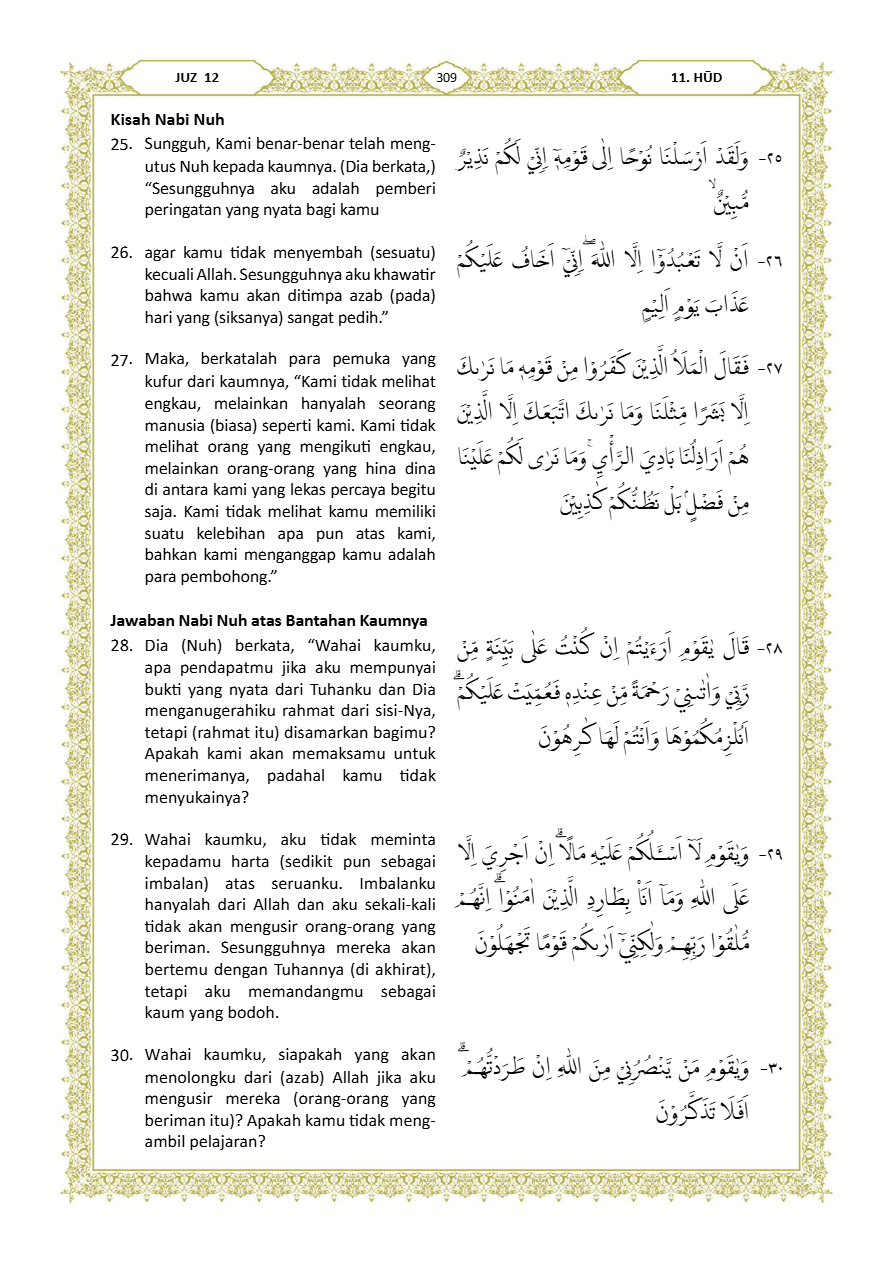 JUZ 12
309
11. HŪD
Kisah Nabi Nuh
25. Sungguh, Kami benar-benar telah meng-
utus Nuh kepada kaumnya. (Dia berkata,)
“Sesungguhnya aku adalah pemberi
peringatan yang nyata bagi kamu
٢٥- وَلَقَدْ اَرْسَلْنَا نُوْحًا اِلٰى قَوْمِهٖٓ اِنِّيْ لَكُمْ نَذِيْرٌ
مُّبِيْنٌ ۙ
26. agar kamu tidak menyembah (sesuatu)
kecuali Allah. Sesungguhnya aku khawatir
bahwa kamu akan ditimpa azab (pada)
hari yang (siksanya) sangat pedih.”
٢٦- اَنْ لَّا تَعْبُدُوْٓا اِلَّا اللّٰهَ ۖاِنِّيْٓ اَخَافُ عَلَيْكُمْ
عَذَابَ يَوْمٍ اَلِيْمٍ
27. Maka, berkatalah para pemuka yang
kufur dari kaumnya, “Kami tidak melihat
engkau, melainkan hanyalah seorang
manusia (biasa) seperti kami. Kami tidak
melihat orang yang mengikuti engkau,
melainkan orang-orang yang hina dina
di antara kami yang lekas percaya begitu
saja. Kami tidak melihat kamu memiliki
suatu kelebihan apa pun atas kami,
bahkan kami menganggap kamu adalah
para pembohong.”
٢٧- فَقَالَ الْمَلَاُ الَّذِيْنَ كَفَرُوْا مِنْ قَوْمِهٖ مَا نَرٰىكَ
اِلَّا بَشَرًا مِّثْلَنَا وَمَا نَرٰىكَ اتَّبَعَكَ اِلَّا الَّذِيْنَ
هُمْ اَرَاذِلُنَا بَادِيَ الرَّأْيِۚ وَمَا نَرٰى لَكُمْ عَلَيْنَا
مِنْ فَضْلٍۢ بَلْ نَظُنُّكُمْ كٰذِبِيْنَ
Jawaban Nabi Nuh atas Bantahan Kaumnya
28. Dia (Nuh) berkata, “Wahai kaumku,
apa pendapatmu jika aku mempunyai
bukti yang nyata dari Tuhanku dan Dia
menganugerahiku rahmat dari sisi-Nya,
tetapi (rahmat itu) disamarkan bagimu?
Apakah kami akan memaksamu untuk
menerimanya, padahal kamu tidak
menyukainya?
٢٨- قَالَ يٰقَوْمِ اَرَءَيْتُمْ اِنْ كُنْتُ عَلٰى بَيِّنَةٍ مِّنْ
رَّبِّيْ وَاٰتٰىنِيْ رَحْمَةً مِّنْ عِنْدِهٖ فَعُمِّيَتْ عَلَيْكُمْۗ
اَنُلْزِمُكُمُوْهَا وَاَنْتُمْ لَهَا كٰرِهُوْنَ
29. Wahai kaumku, aku tidak meminta
kepadamu harta (sedikit pun sebagai
imbalan) atas seruanku. Imbalanku
hanyalah dari Allah dan aku sekali-kali
tidak akan mengusir orang-orang yang
beriman. Sesungguhnya mereka akan
bertemu dengan Tuhannya (di akhirat),
tetapi aku memandangmu sebagai
kaum yang bodoh.
٢٩- وَيٰقَوْمِ لَآ اَسْـَٔلُكُمْ عَلَيْهِ مَالًاۗ اِنْ اَجْرِيَ اِلَّا
عَلَى اللّٰهِ وَمَآ اَنَا۠ بِطَارِدِ الَّذِيْنَ اٰمَنُوْاۗ اِنَّهُمْ
مُّلٰقُوْا رَبِّهِمْ وَلٰكِنِّيْٓ اَرٰىكُمْ قَوْمًا تَجْهَلُوْنَ
30. Wahai kaumku, siapakah yang akan
menolongku dari (azab) Allah jika aku
mengusir mereka (orang-orang yang
beriman itu)? Apakah kamu tidak meng-
ambil pelajaran?
٣٠- وَيٰقَوْمِ مَنْ يَّنْصُرُنِيْ مِنَ اللّٰهِ اِنْ طَرَدْتُّهُمْ ۗ
اَفَلَا تَذَكَّرُوْنَ